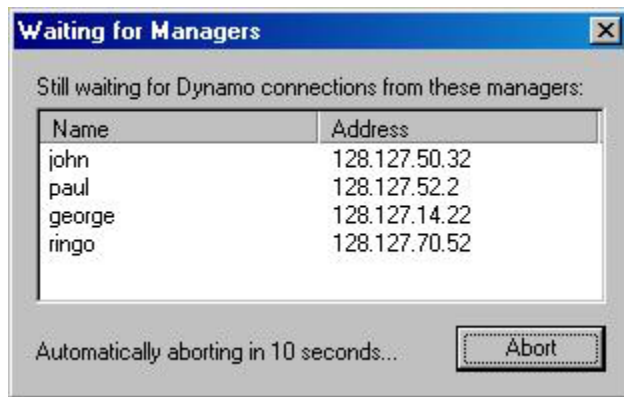 Waiting for Managers
Still waiting for Dynamo connections from these managers:
Name Address
john 128.127.50.32
paul 128.127.52.2
george 128.127.14.22
ringo 128.127.70.52
Automatically aborting in 10 seconds... Abort